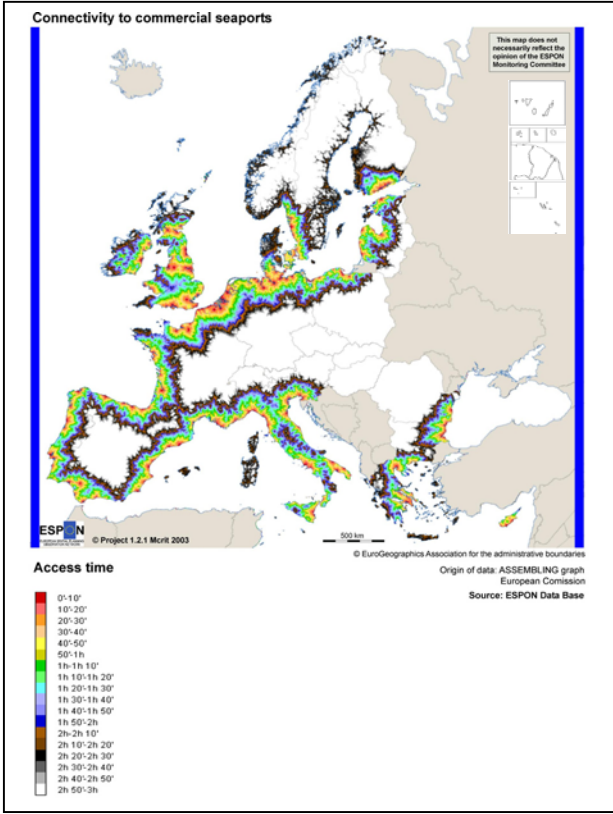 Connectivity to commercial seaports
This map does not
necessarily reflect the
opinion of the ESPON
Monitoring Committee
ESPON
© Project 1.2.1 Mcrit 2003
500 km
© EuroGeographics Association for the administrative boundaries
Origin of data: ASSEMBLING graph
European Comission
Source: ESPON Data Base
Access time
0'-10'
10'-20'
20'-30'
30'-40'
40'-50'
50'-1h
1h-1h 10'
1h 10'-1h 20'
1h 20'-1h 30'
1h 30'-1h 40'
1h 40'-1h 50'
1h 50'-2h
2h-2h 10'
2h 10'-2h 20'
2h 20'-2h 30'
2h 30'-2h 40'
2h 40'-2h 50'
2h 50'-3h